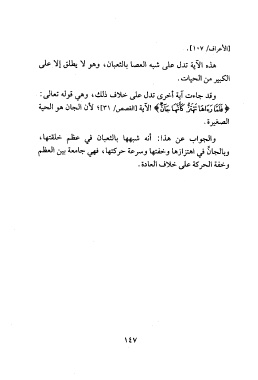 [الأعراف/ ١٠٧].
هذه الآية تدل على شبه العصا بالثعبان، وهو لا يطلق إلا على
الكبير من الحيات.
وقد جاءت آية أخرى تدل على خلاف ذلك، وهي قوله تعالى:
﴿ فَلَمَّا رَءَاهَا تَهْتَزُّ كَأَنَّهَا جَانٌّ ﴾ الآية [القصص/ ٣١] لأن الجان هو الحية
الصغيرة.
والجواب عن هذا: أنه شبهها بالثعبان في عظم خلقتها،
وبالجانِّ في اهتزازها وخفتها وسرعة حركتها، فهي جامعة بين العظم
وخفة الحركة على خلاف العادة.
١٤٧